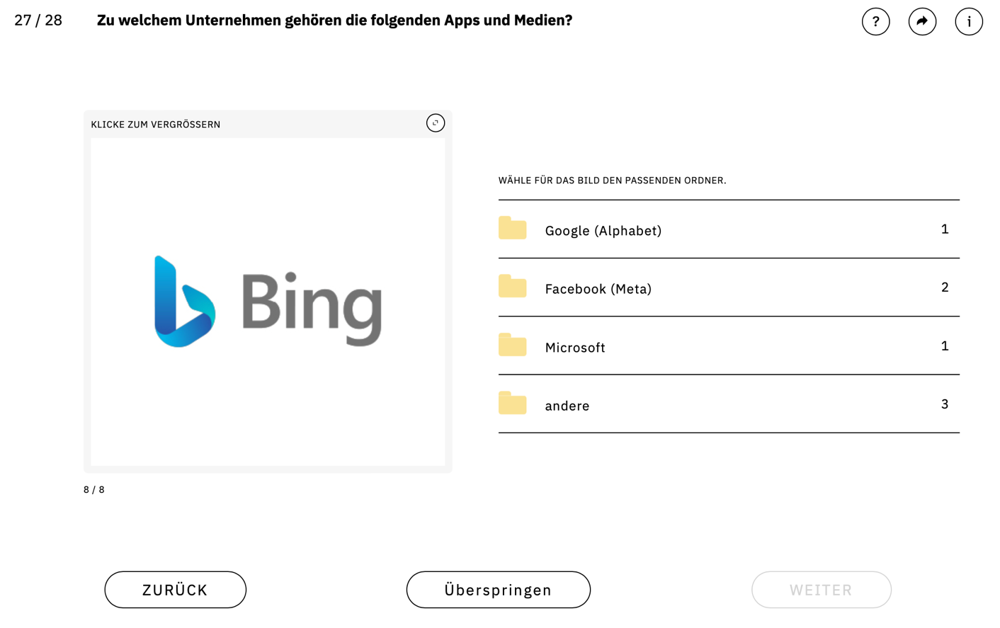 27 / 28
Zu welchem Unternehmen gehören die folgenden Apps und Medien?
?
i
KLICKE ZUM VERGRÖSSERN
Bing
8 / 8
WÄHLE FÜR DAS BILD DEN PASSENDEN ORDNER.
Google (Alphabet) 1
Facebook (Meta) 2
Microsoft 1
andere 3
ZURÜCK
Überspringen
WEITER